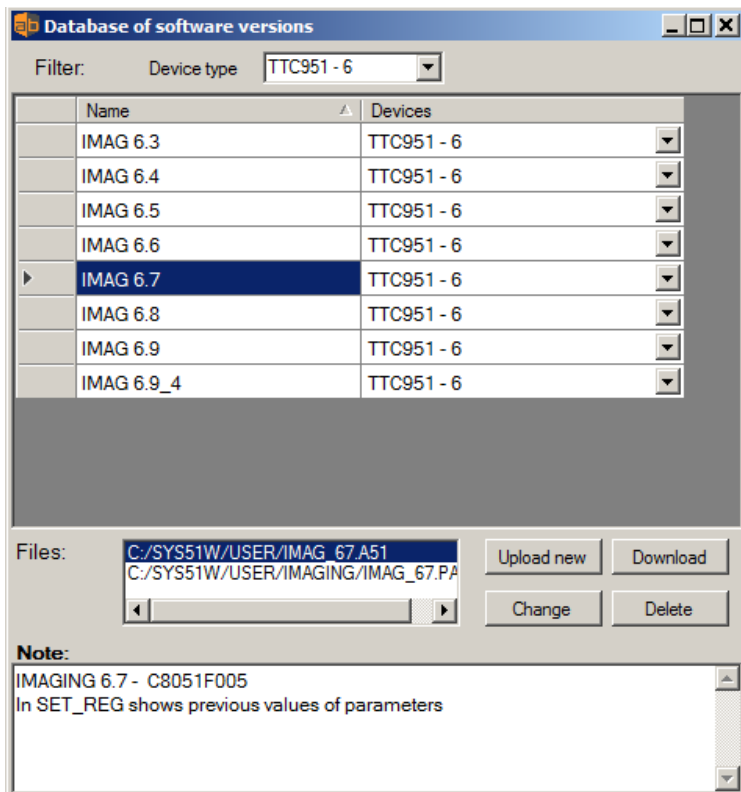 ab Database of software versions
Filter: Device type TTC951 - 6
Name Devices
IMAG 6.3 TTC951 - 6
IMAG 6.4 TTC951 - 6
IMAG 6.5 TTC951 - 6
IMAG 6.6 TTC951 - 6
IMAG 6.7 TTC951 - 6
IMAG 6.8 TTC951 - 6
IMAG 6.9 TTC951 - 6
IMAG 6.9_4 TTC951 - 6
Files: C:/SYS51W/USER/IMAG_67.A51 Upload new Download
C:/SYS51W/USER/IMAGING/IMAG_67.PA
Change Delete
Note:
IMAGING 6.7 - C8051F005
In SET_REG shows previous values of parameters